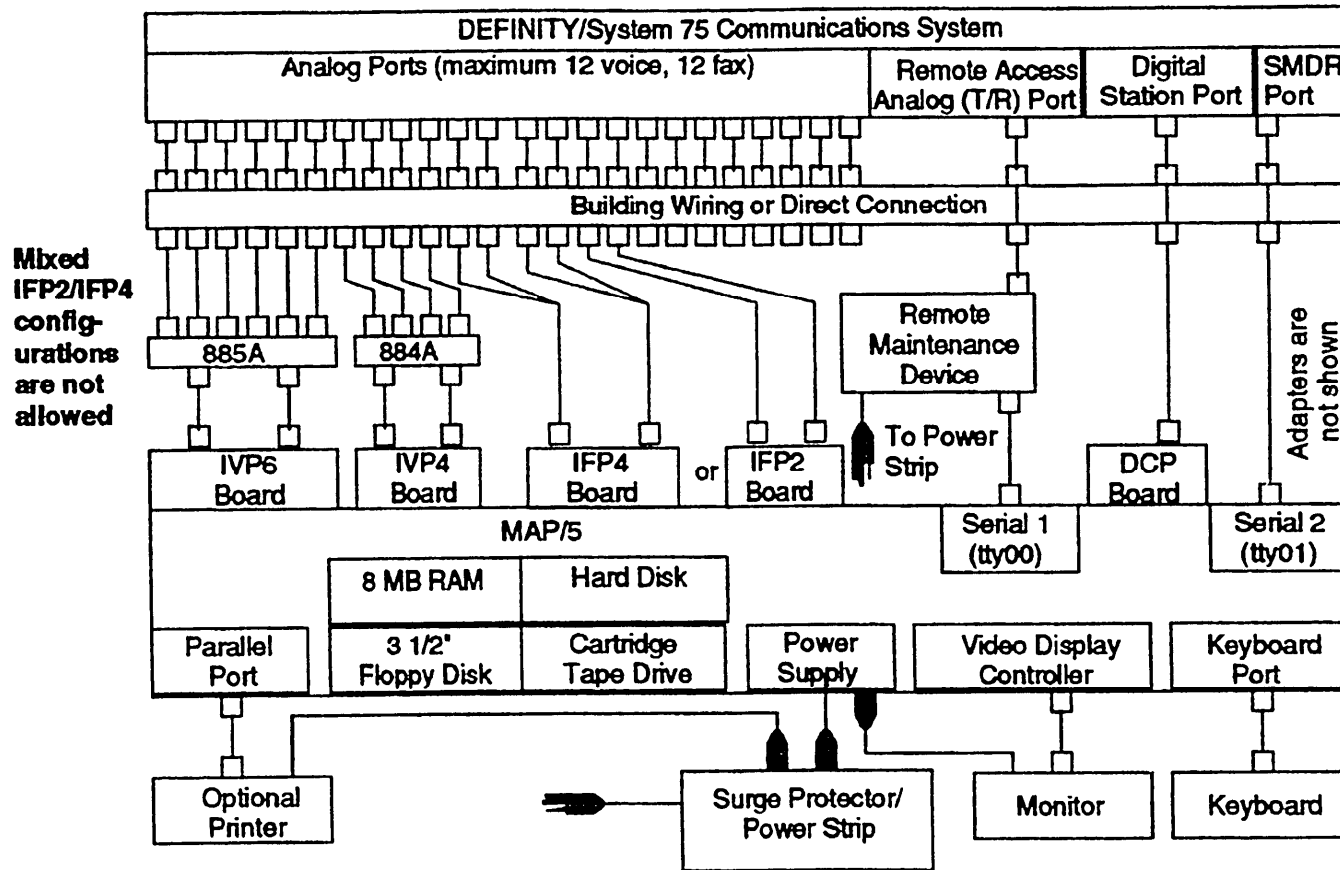 DEFINITY/System 75 Communications System
Analog Ports (maximum 12 voice, 12 fax)
Remote Access
Analog (T/R) Port
Digital
Station Port
SMDR
Port
Building Wiring or Direct Connection
Mixed
IFP2/IFP4
config-
urations
are not
allowed
885A
884A
Remote
Maintenance
Device
Adapters are
not shown
To Power
Strip
IVP6
Board
IVP4
Board
IFP4
Board
or
IFP2
Board
DCP
Board
MAP/5
Serial 1
(tty00)
Serial 2
(tty01)
8 MB RAM
Hard Disk
3 1/2"
Floppy Disk
Cartridge
Tape Drive
Parallel
Port
Power
Supply
Video Display
Controller
Keyboard
Port
Optional
Printer
Surge Protector/
Power Strip
Monitor
Keyboard